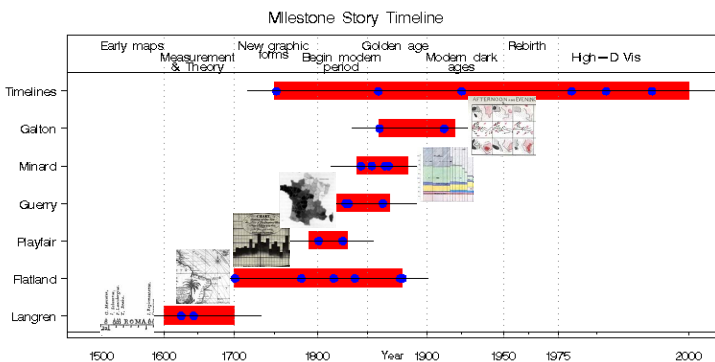 Milestone Story Timeline
Early maps
Measurement
& Theory
New graphic
forms
Begin modern
period
Golden age
Modern dark
ages
Rebirth
High-D Vis
Timelines
Galton
Minard
Guerry
Playfair
Flatland
Langren
AFTERNOON and EVENING
CHART
ROMA
1500
1600
1700
1800
Year
1900
1950
1975
2000